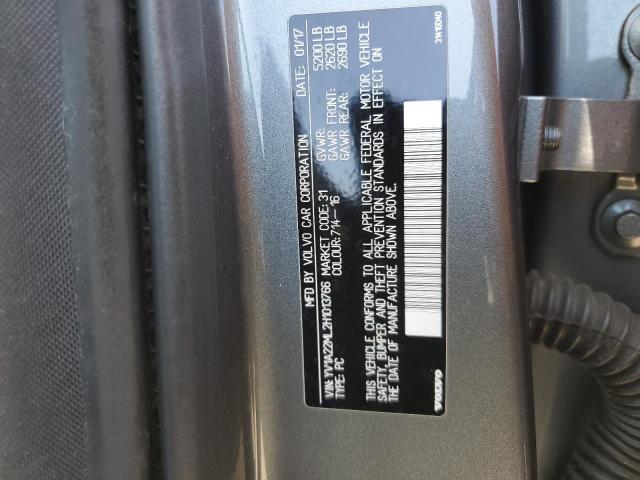 MFD BY VOLVO CAR CORPORATION DATE: 01/17
GVWR: 5200 LB
VIN: YV1A22ML2H1013766 MARKET CODE: 31 GAWR FRONT: 2620 LB
TYPE: PC COLOUR: 714— 16 GAWR REAR: 2690 LB
THIS VEHICLE CONFORMS TO ALL APPLICABLE FEDERAL MOTOR VEHICLE
SAFETY, BUMPER AND THEFT PREVENTION STANDARDS IN EFFECT ON
THE DATE OF MANUFACTURE SHOWN ABOVE.
VOLVO 31416040